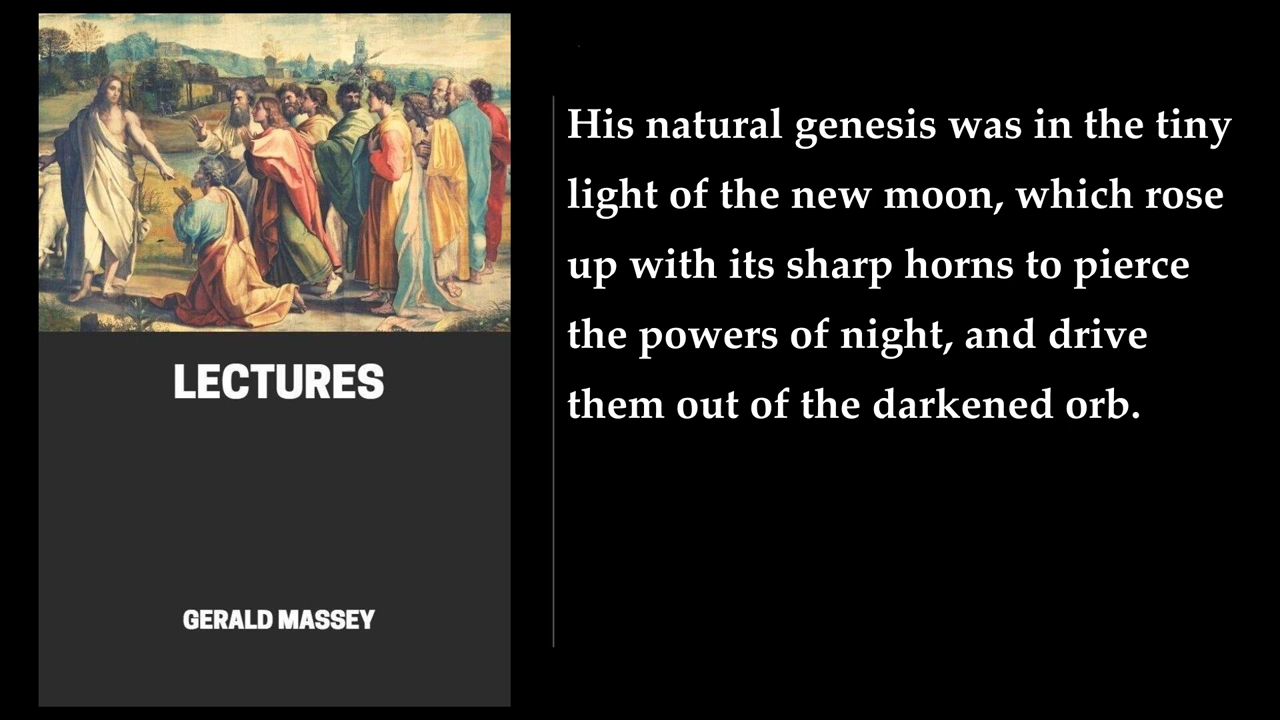 LECTURES
GERALD MASSEY
His natural genesis was in the tiny
light of the new moon, which rose
up with its sharp horns to pierce
the powers of night, and drive
them out of the darkened orb.